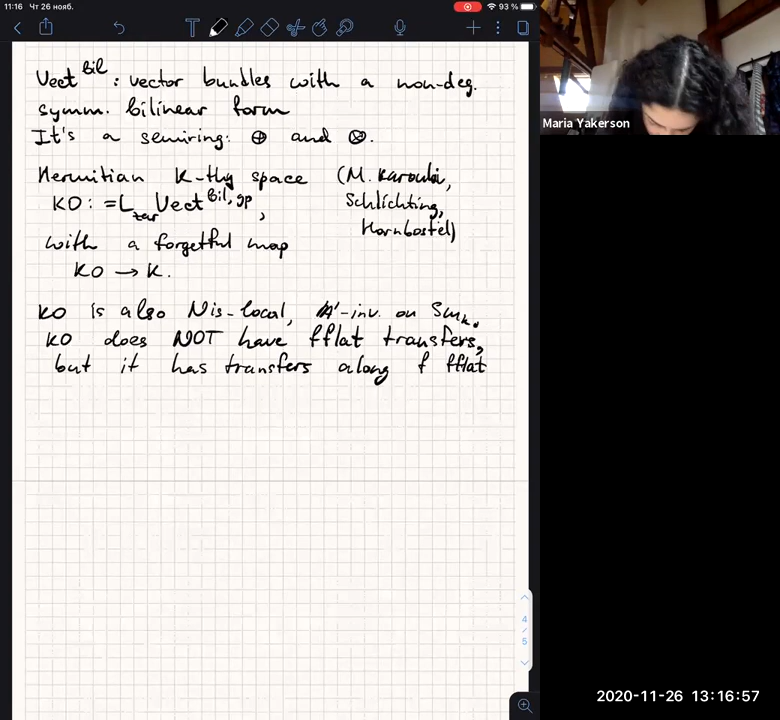 11:16 Чт 26 нояб.
93 %
Vect^Bil : vector bundles with a non-deg.
symm. bilinear form
It's a semiring: ⊕ and ⊗.
Hermitian K-thy space (M. Karoubi,
KO := L_zar Vect^Bil, gp, Schlichting,
Hornbostel)
with a forgetful map
KO → K.
KO is also Nis-local, A¹-inv. on Sm_k.
KO does NOT have fflat transfers,
but it has transfers along f fflat
4
/
5
Maria Yakerson
2020-11-26 13:16:57